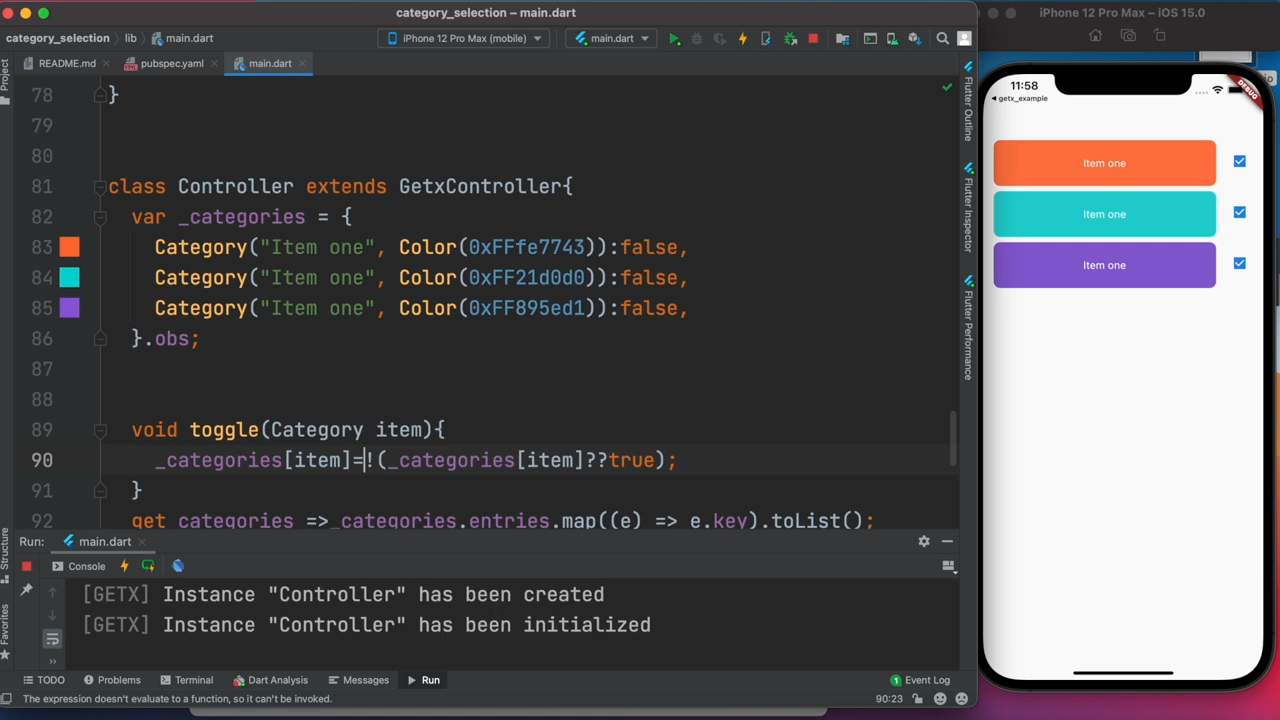 category_selection – main.dart
iPhone 12 Pro Max – iOS 15.0
category_selection lib main.dart iPhone 12 Pro Max (mobile) main.dart
README.md pubspec.yaml main.dart
Project
Structure
Favorites
78 }
79
80
81 class Controller extends GetxController{
82 var _categories = {
83 Category("Item one", Color(0xFFfe7743)):false,
84 Category("Item one", Color(0xFF21d0d0)):false,
85 Category("Item one", Color(0xFF895ed1)):false,
86 }.obs;
87
88
89 void toggle(Category item){
90 _categories[item]=!(_categories[item]??true);
91 }
92 get categories =>_categories.entries.map((e) => e.key).toList();
Flutter Outline
Flutter Inspector
Flutter Performance
Run: main.dart
Console
[GETX] Instance "Controller" has been created
[GETX] Instance "Controller" has been initialized
TODO Problems Terminal Dart Analysis Messages Run 1 Event Log
The expression doesn't evaluate to a function, so it can't be invoked. 90:23
11:58
getx_example
DEBUG
Item one
Item one
Item one